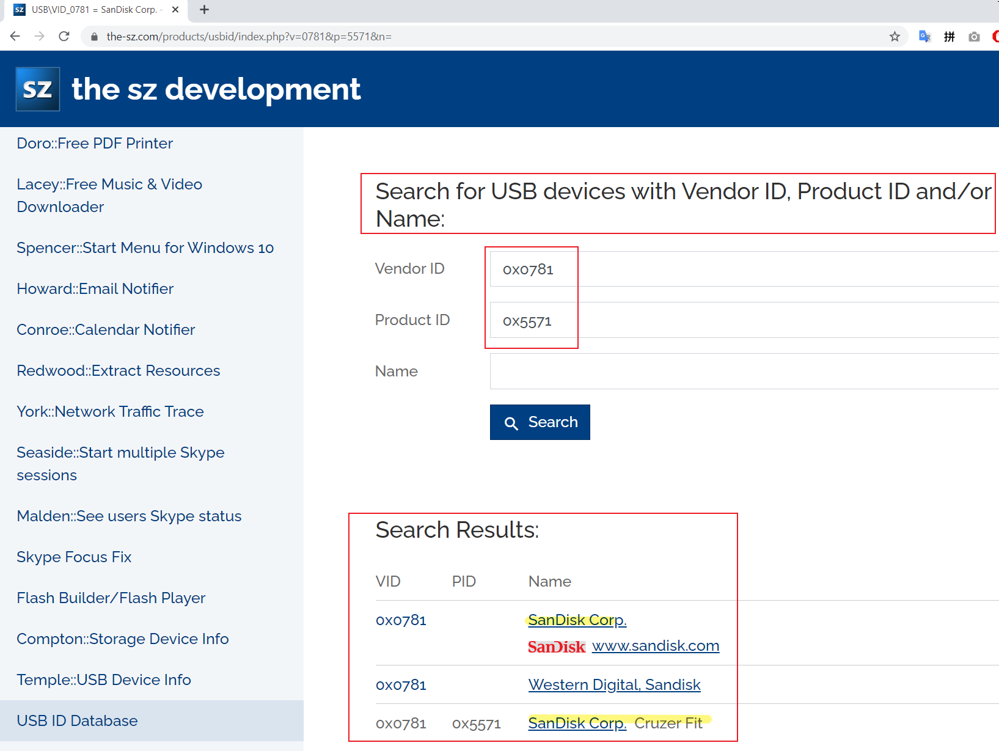 USB\VID_0781 = SanDisk Corp. -
the-sz.com/products/usbid/index.php?v=0781&p=5571&n=
拼
sz the sz development
Doro::Free PDF Printer
Lacey::Free Music & Video
Downloader
Spencer::Start Menu for Windows 10
Howard::Email Notifier
Conroe::Calendar Notifier
Redwood::Extract Resources
York::Network Traffic Trace
Seaside::Start multiple Skype
sessions
Malden::See users Skype status
Skype Focus Fix
Flash Builder/Flash Player
Compton::Storage Device Info
Temple::USB Device Info
USB ID Database
Search for USB devices with Vendor ID, Product ID and/or
Name:
Vendor ID 0x0781
Product ID 0x5571
Name
Search
Search Results:
VID PID Name
0x0781 SanDisk Corp.
SanDisk www.sandisk.com
0x0781 Western Digital, Sandisk
0x0781 0x5571 SanDisk Corp. Cruzer Fit